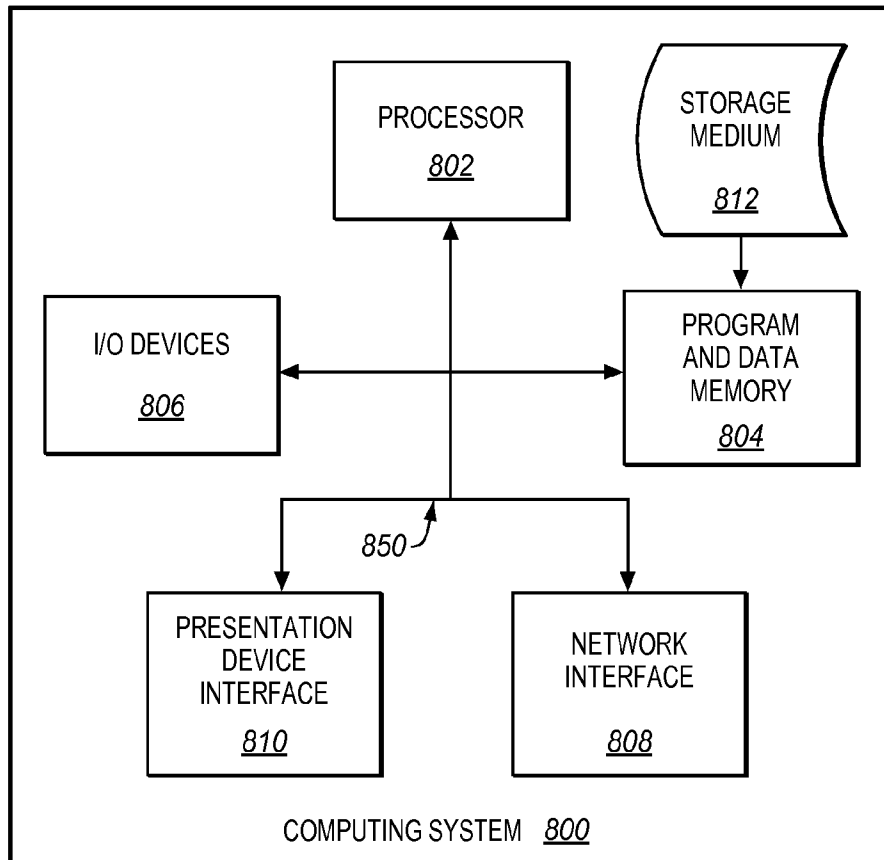 PROCESSOR
802
STORAGE
MEDIUM
812
I/O DEVICES
806
PROGRAM
AND DATA
MEMORY
804
850
PRESENTATION
DEVICE
INTERFACE
810
NETWORK
INTERFACE
808
COMPUTING SYSTEM 800